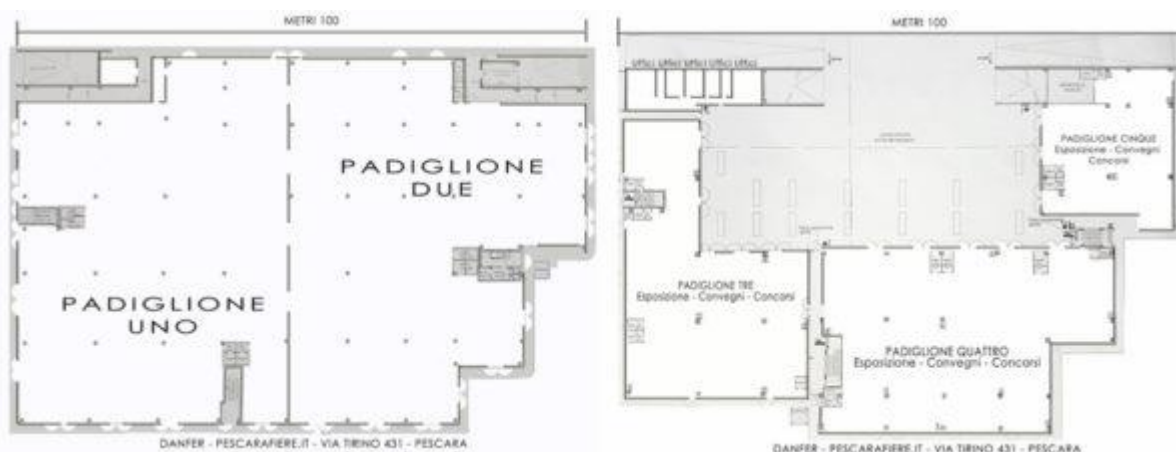 METRI 100
PADIGLIONE
DUE
PADIGLIONE
UNO
DANFER - PESCARAFIERE.IT - VIA TIRINO 431 - PESCARA
METRI 100
Uffici Uffici Uffici Uffici Uffici
PADIGLIONE CINQUE
Esposizione - Convegni
Concorsi
PADIGLIONE TRE
Esposizione - Convegni - Concorsi
PADIGLIONE QUATTRO
Esposizione - Convegni - Concorsi
DANFER - PESCARAFIERE.IT - VIA TIRINO 431 - PESCARA